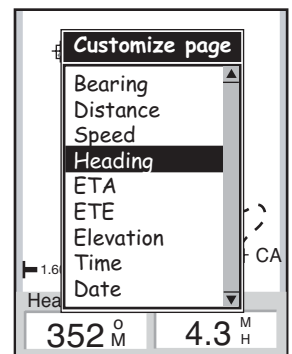 Customize page
Bearing
Distance
Speed
Heading
ETA
ETE
Elevation
Time
Date
CA
1.6
Hea
352 º M 4.3 M H